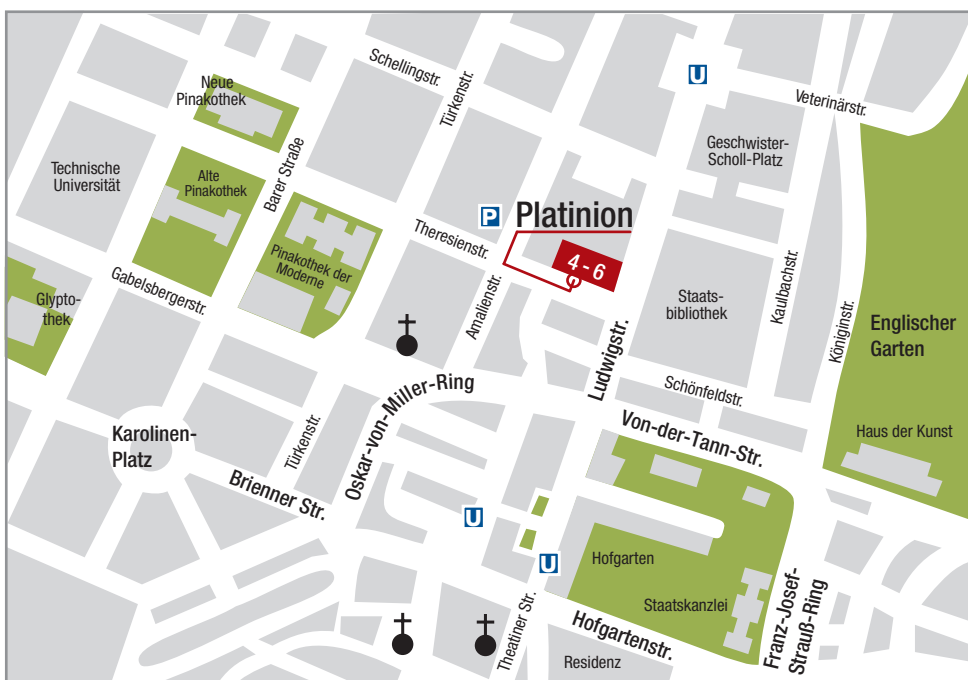 Schellingstr.
Türkenstr.
U
Neue
Pinakothek
Veterinärstr.
Geschwister-
Scholl-Platz
Technische
Universität
Alte
Pinakothek
Barer Straße
P
Platinion
Theresienstr.
4 - 6
Pinakothek der
Moderne
Gabelsbergerstr.
Glypto-
thek
Amalienstr.
Staats-
bibliothek
Kaulbachstr.
Königinstr.
Englischer
Garten
Ludwigstr.
Schönfeldstr.
Oskar-von-Miller-Ring
Von-der-Tann-Str.
Haus der Kunst
Karolinen-
Platz
Türkenstr.
Brienner Str.
U
U
Hofgarten
Staatskanzlei
Theatiner Str.
Hofgartenstr.
Residenz
Franz-Josef-
Strauß-Ring